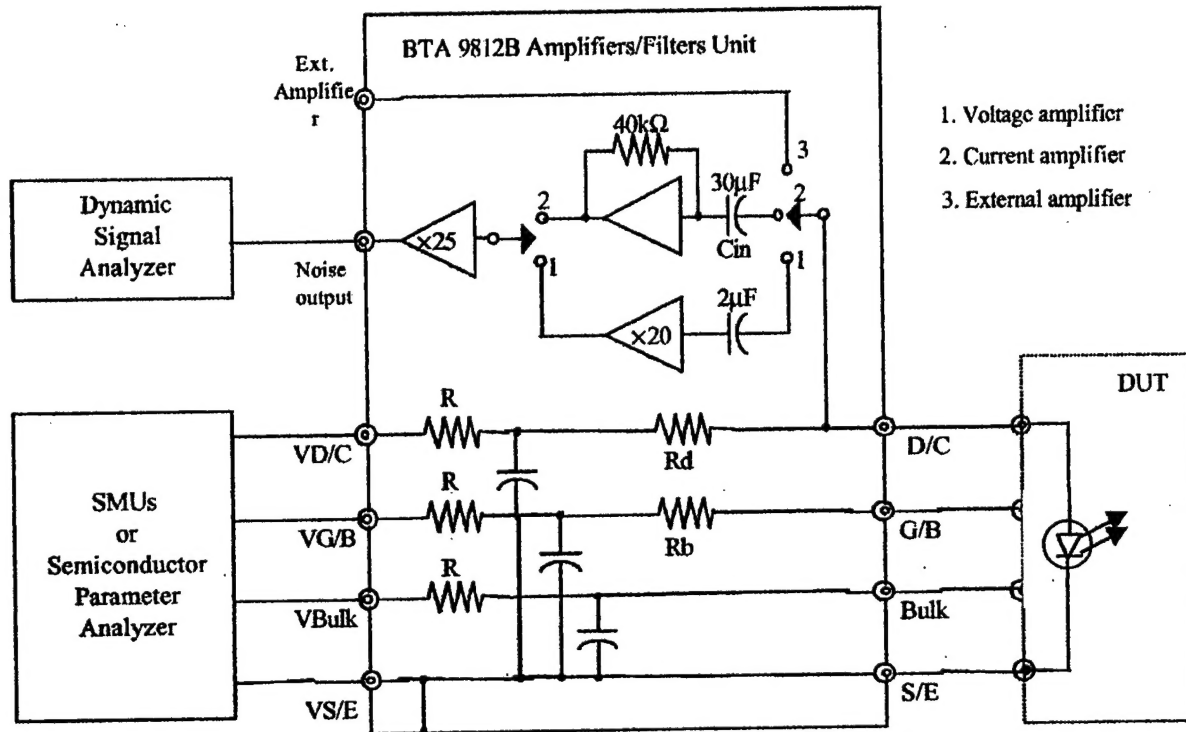 BTA 9812B Amplifiers/Filters Unit
Ext.
Amplifie
r
1. Voltage amplifier
2. Current amplifier
3. External amplifier
40kΩ
3
30µF
2
2
Cin
Dynamic
Signal
Analyzer
×25
1
1
Noise
output
2µF
×20
DUT
R
VD/C
Rd
D/C
SMUs
or
Semiconductor
Parameter
Analyzer
R
VG/B
Rb
G/B
R
VBulk
Bulk
VS/E
S/E